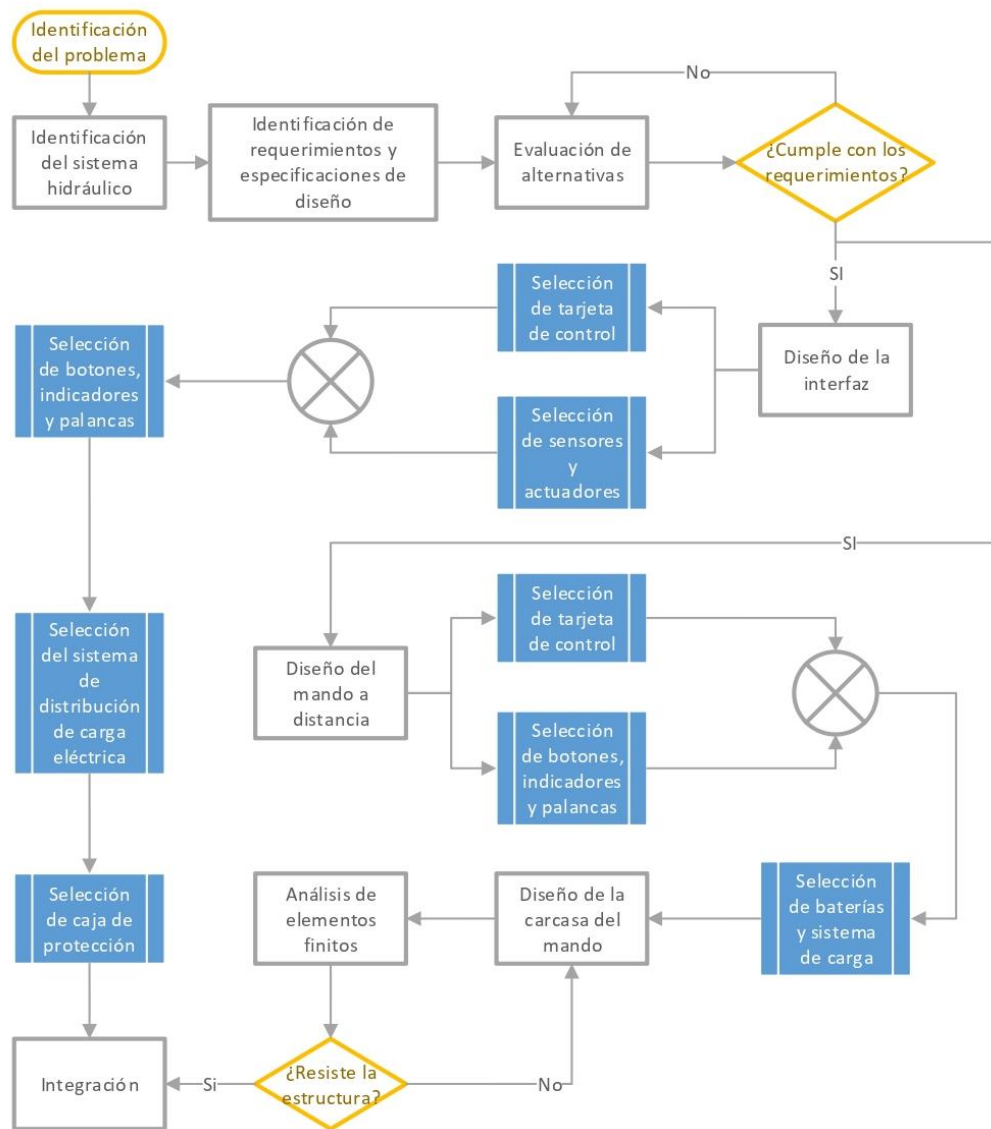 Identificación
del problema
Identificación
del sistema
hidráulico
Identificación de
requerimientos y
especificaciones de
diseño
Evaluación de
alternativas
No
¿Cumple con los
requerimientos?
SI
Diseño de la
interfaz
Selección
de tarjeta
de control
Selección
de sensores
y
actuadores
Selección
de botones,
indicadores
y palancas
Selección
del sistema
de
distribución
de carga
eléctrica
Selección
de caja de
protección
SI
Diseño del
mando a
distancia
Selección
de tarjeta
de control
Selección
de botones,
indicadores
y palancas
Selección
de baterías
y sistema
de carga
Diseño de la
carcasa del
mando
Análisis de
elementos
finitos
¿Resiste la
estructura?
No
Si
Integración